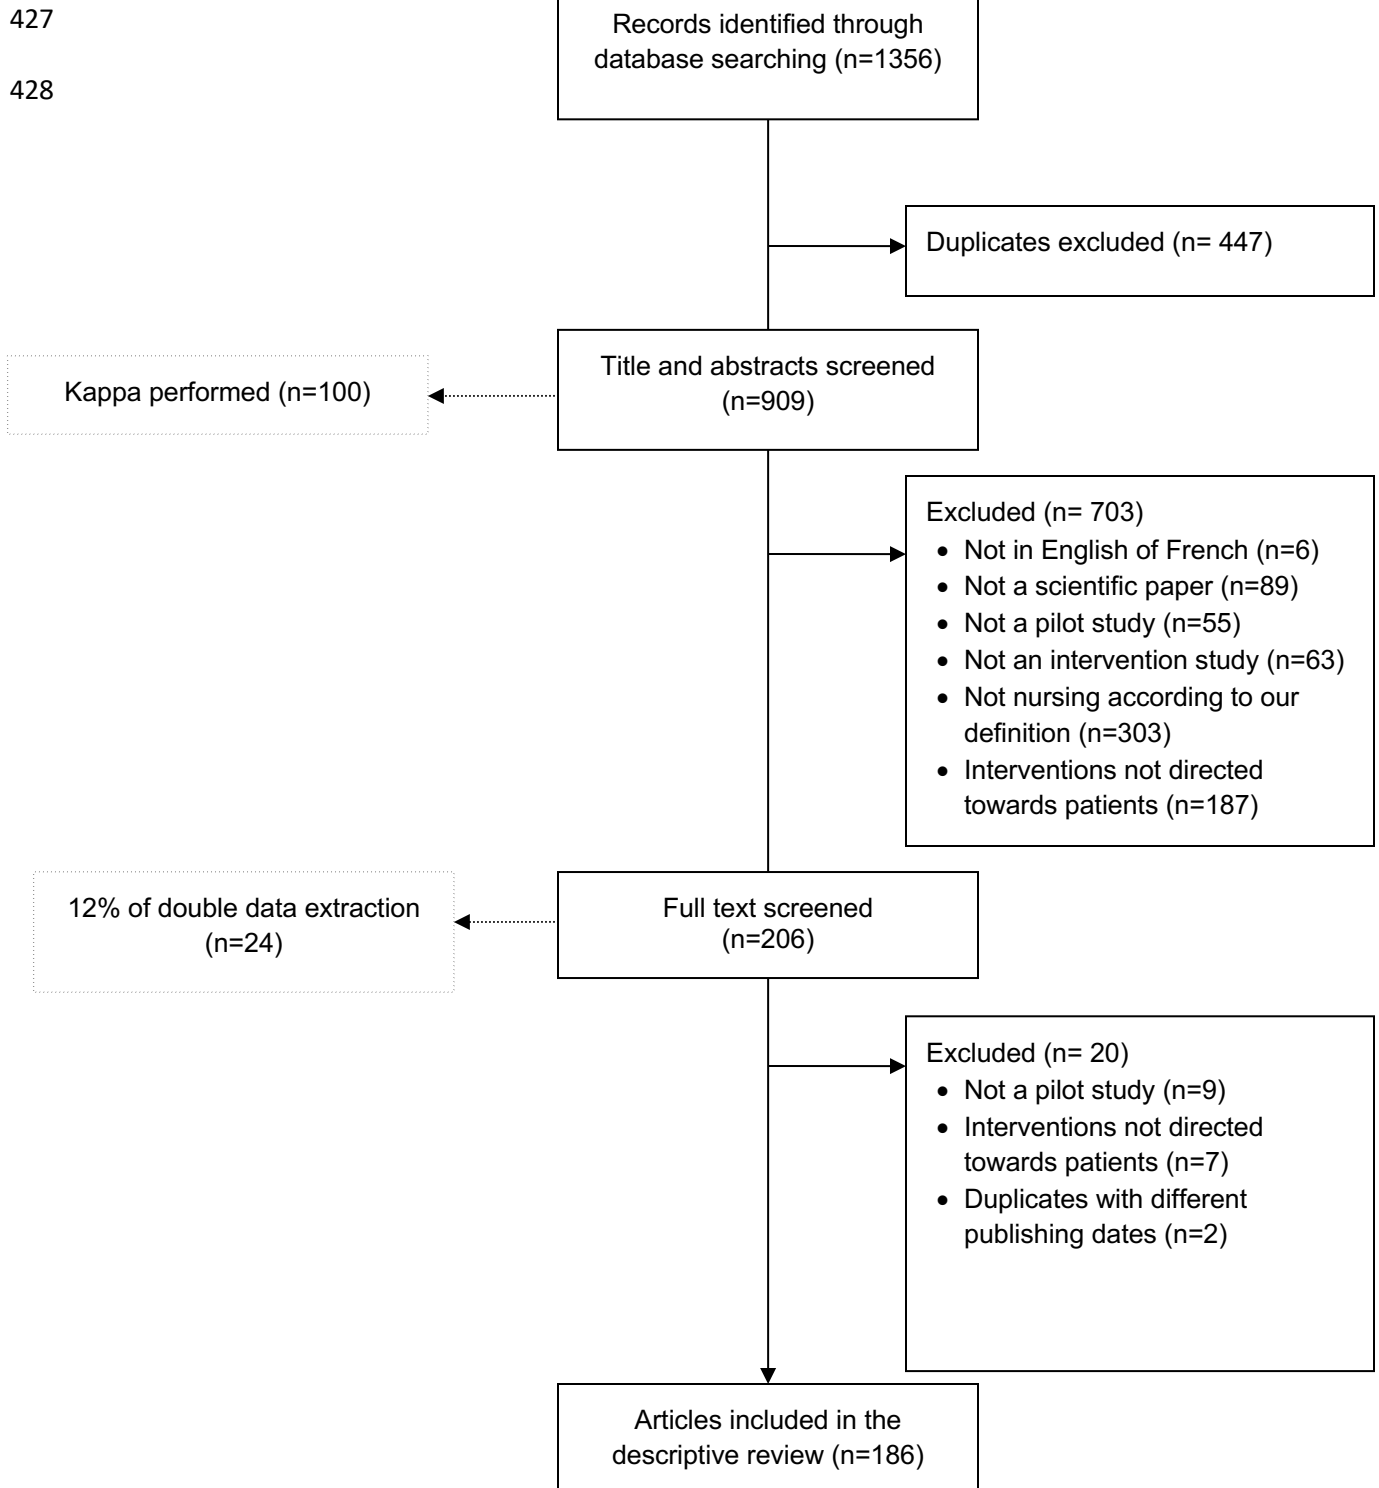 427
Records identified through
database searching (n=1356)
428
Duplicates excluded (n= 447)
Title and abstracts screened
(n=909)
Kappa performed (n=100)
Excluded (n= 703)
• Not in English of French (n=6)
• Not a scientific paper (n=89)
• Not a pilot study (n=55)
• Not an intervention study (n=63)
• Not nursing according to our
definition (n=303)
• Interventions not directed
towards patients (n=187)
12% of double data extraction
(n=24)
Full text screened
(n=206)
Excluded (n= 20)
• Not a pilot study (n=9)
• Interventions not directed
towards patients (n=7)
• Duplicates with different
publishing dates (n=2)
Articles included in the
descriptive review (n=186)